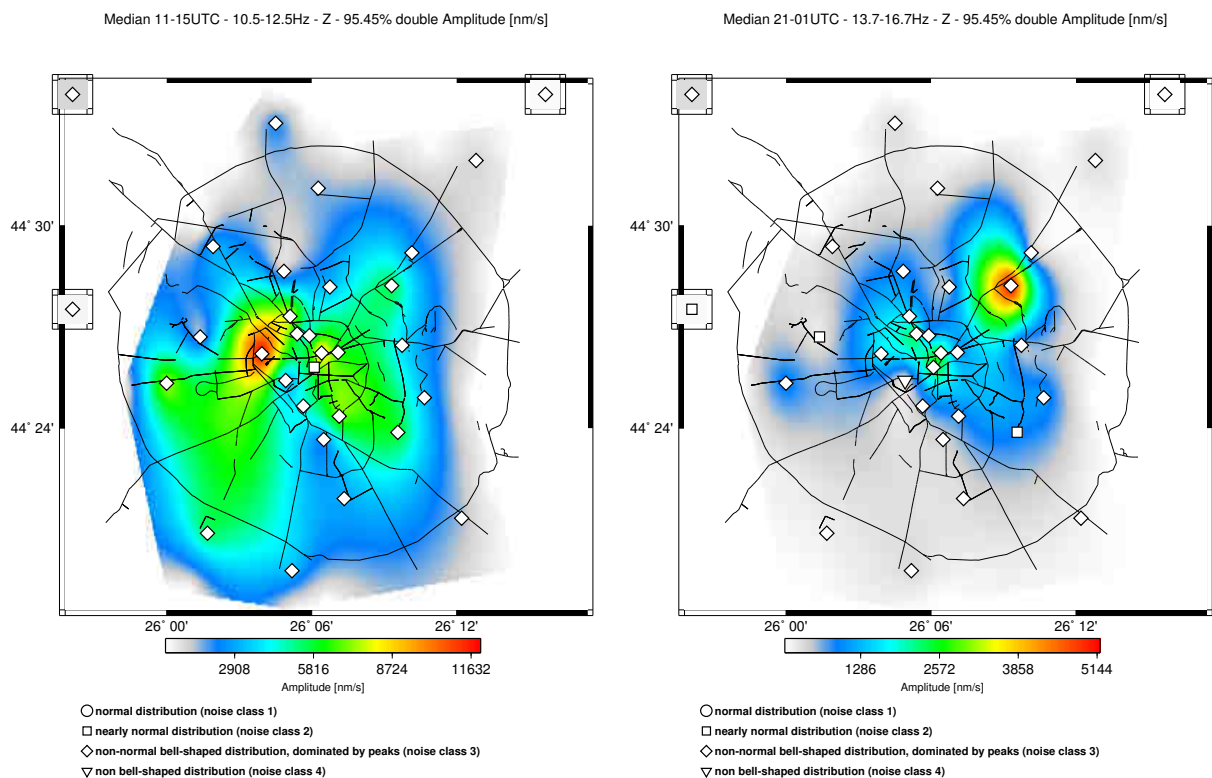 Median 11-15UTC - 10.5-12.5Hz - Z - 95.45% double Amplitude [nm/s]
44˚ 30'
44˚ 24'
26˚ 00'
26˚ 06'
26˚ 12'
2908
5816
8724
11632
Amplitude [nm/s]
normal distribution (noise class 1)
nearly normal distribution (noise class 2)
non-normal bell-shaped distribution, dominated by peaks (noise class 3)
non bell-shaped distribution (noise class 4)
Median 21-01UTC - 13.7-16.7Hz - Z - 95.45% double Amplitude [nm/s]
44˚ 30'
44˚ 24'
26˚ 00'
26˚ 06'
26˚ 12'
1286
2572
3858
5144
Amplitude [nm/s]
normal distribution (noise class 1)
nearly normal distribution (noise class 2)
non-normal bell-shaped distribution, dominated by peaks (noise class 3)
non bell-shaped distribution (noise class 4)